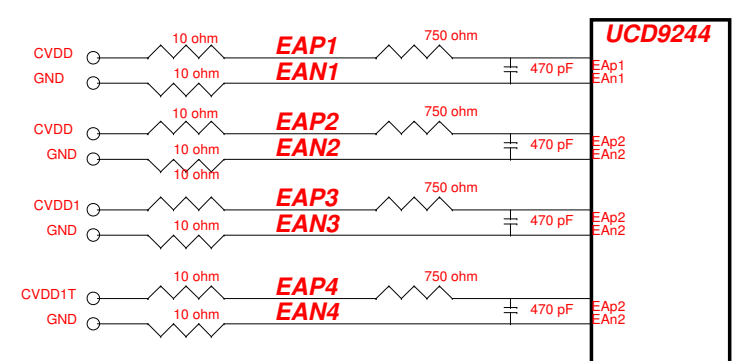 10 ohm 750 ohm UCD9244
CVDD EAP1
EAp1
GND 10 ohm EAN1 470 pF EAn1
10 ohm 750 ohm
CVDD EAP2
EAp2
GND 10 ohm EAN2 470 pF EAn2
10 ohm 750 ohm
CVDD1 EAP3
EAp2
GND 10 ohm EAN3 470 pF EAn2
10 ohm 750 ohm
CVDD1T EAP4
EAp2
GND 10 ohm EAN4 470 pF EAn2